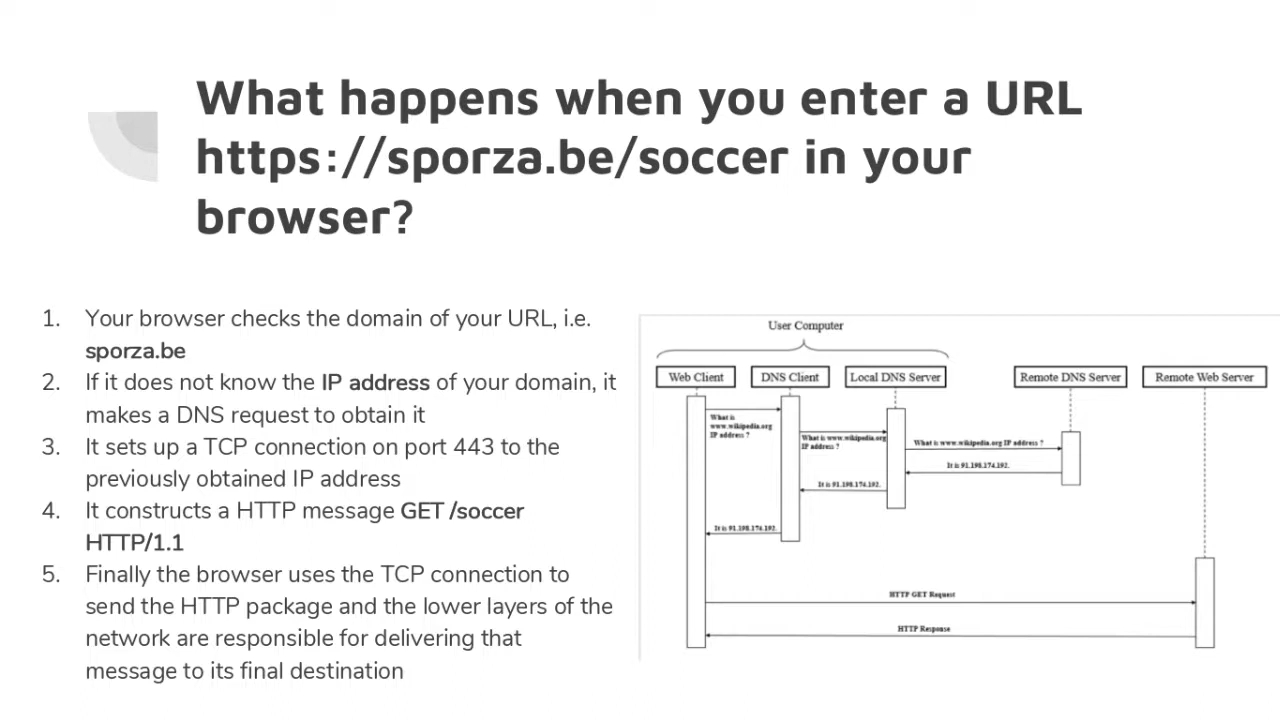 What happens when you enter a URL
https://sporza.be/soccer in your
browser?
1. Your browser checks the domain of your URL, i.e.
sporza.be
2. If it does not know the IP address of your domain, it
makes a DNS request to obtain it
3. It sets up a TCP connection on port 443 to the
previously obtained IP address
4. It constructs a HTTP message GET /soccer
HTTP/1.1
5. Finally the browser uses the TCP connection to
send the HTTP package and the lower layers of the
network are responsible for delivering that
message to its final destination
User Computer
Web Client
DNS Client
Local DNS Server
Remote DNS Server
Remote Web Server
What is
www.wikipedia.org
IP address ?
What is www.wikipedia.org
IP address ?
What is www.wikipedia.org IP address ?
It is 91.198.174.192.
It is 91.198.174.192.
It is 91.198.174.192.
HTTP GET Request
HTTP Response